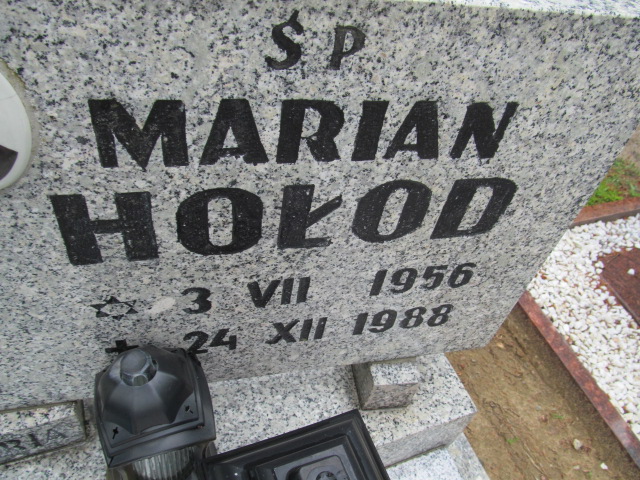 ŚP
MARIAN
HOŁOD
3 VII 1956
24 XII 1988